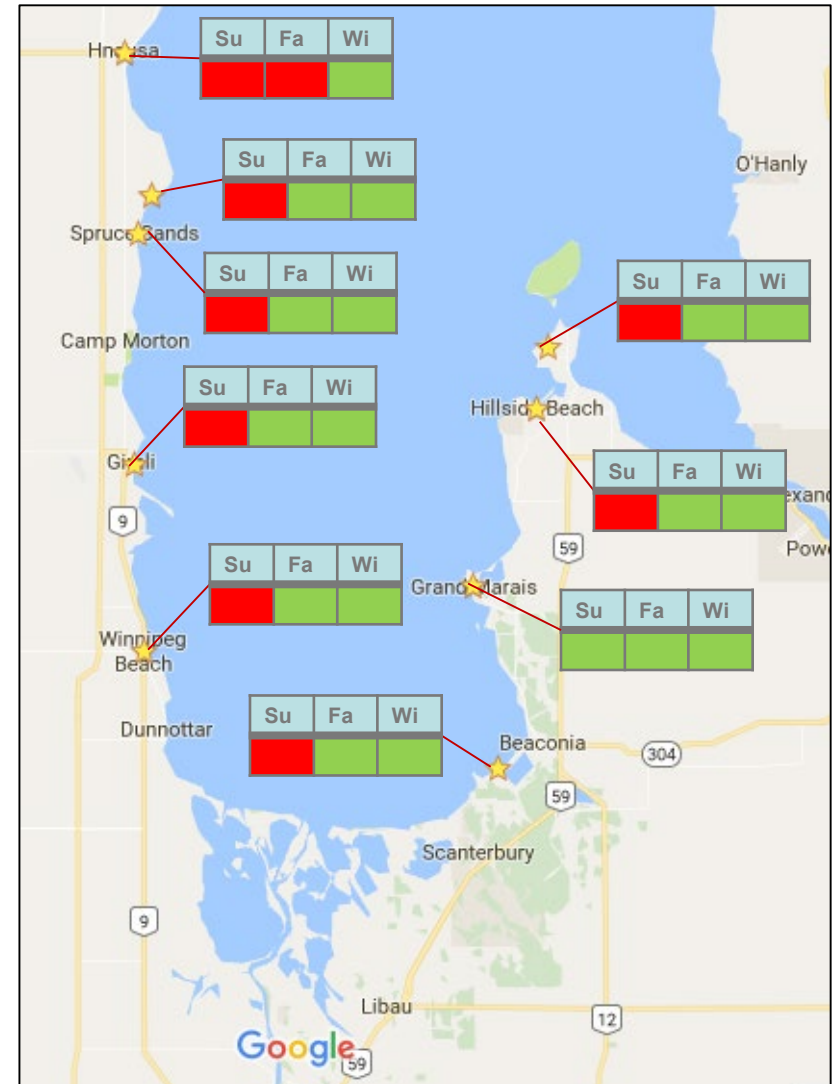 Hnausa
Su Fa Wi
Su Fa Wi
O'Hanly
Spruce Sands
Su Fa Wi
Su Fa Wi
Camp Morton
Su Fa Wi
Hillside Beach
Gimli
Su Fa Wi
9
exand
59
Pow
Su Fa Wi
Grand Marais
Su Fa Wi
Winnipeg
Beach
Su Fa Wi
Dunnottar
Beaconia
304
59
Scanterbury
9
Libau
12
Google
59